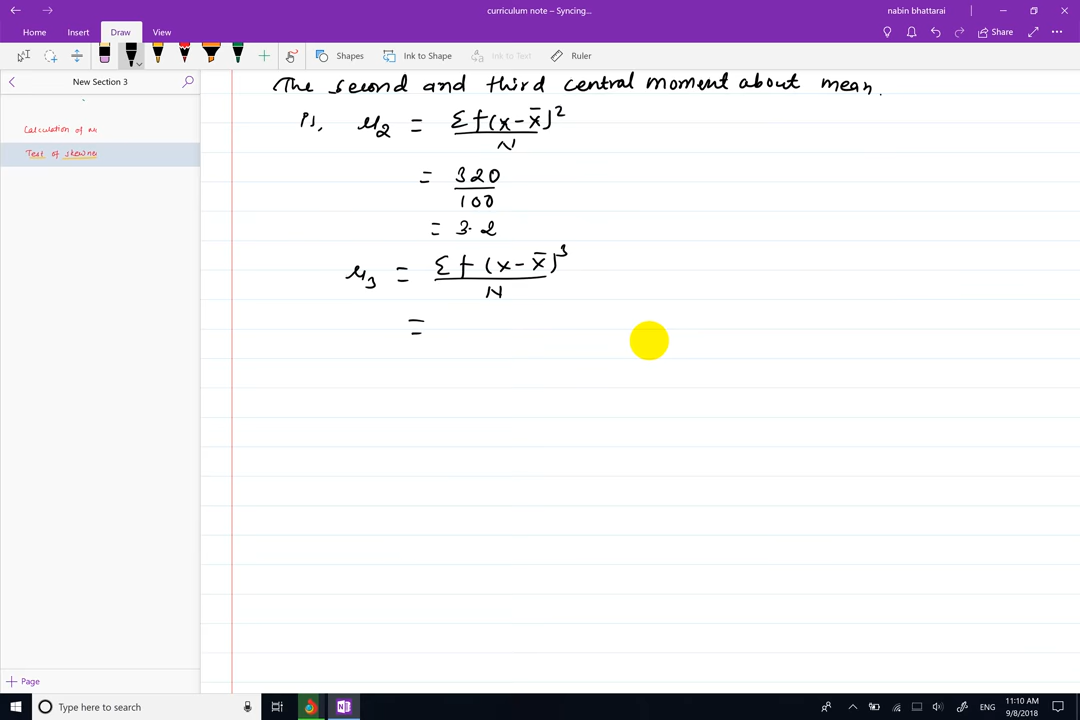 curriculum note – Syncing...
nabin bhattarai
Home Insert Draw View
Share
Shapes Ink to Shape Ink to Text Ruler
New Section 3
The second and third central moment about mean.
Is, μ2 = Σf(x-x̄)²
N
= 320
100
= 3.2
μ3 = Σf (x-x̄)³
N
=
Calculation of
Test of skewne
Page
Type here to search
ENG
11:10 AM
9/8/2018